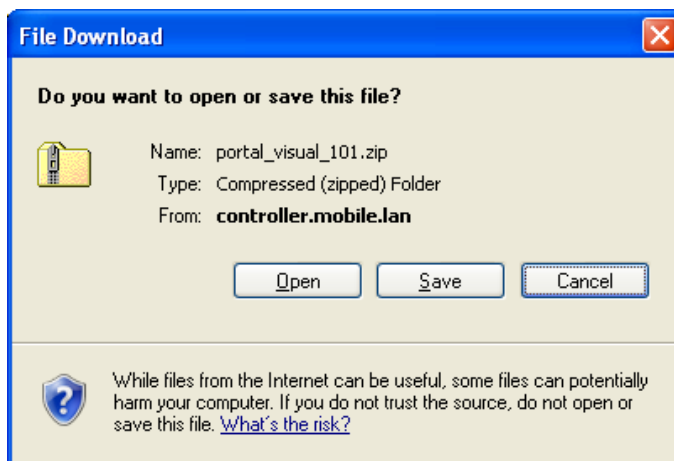 File Download
Do you want to open or save this file?
Name: portal_visual_101.zip
Type: Compressed (zipped) Folder
From: controller.mobile.lan
Open Save Cancel
While files from the Internet can be useful, some files can potentially
harm your computer. If you do not trust the source, do not open or
save this file. What's the risk?